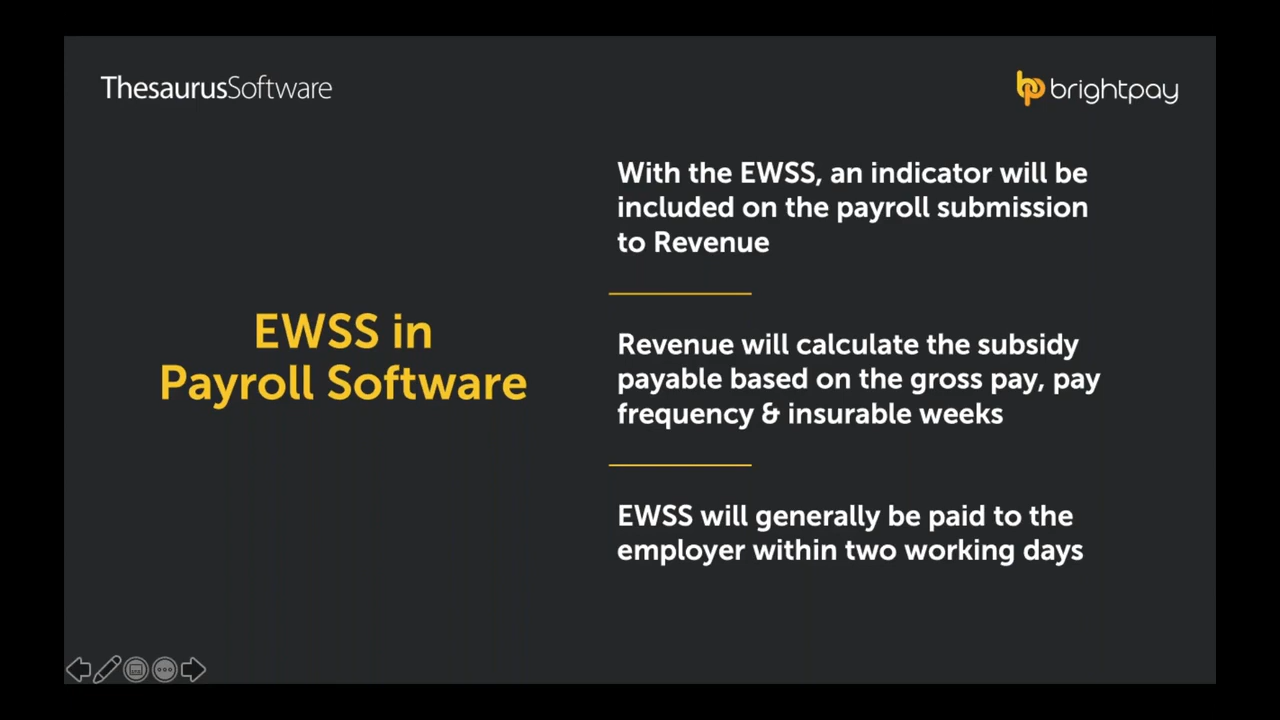 ThesaurusSoftware
brightpay
EWSS in
Payroll Software
With the EWSS, an indicator will be
included on the payroll submission
to Revenue
Revenue will calculate the subsidy
payable based on the gross pay, pay
frequency & insurable weeks
EWSS will generally be paid to the
employer within two working days